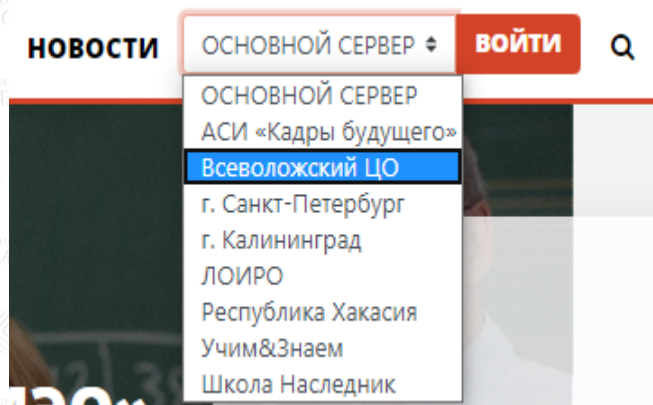 НОВОСТИ
ОСНОВНОЙ СЕРВЕР
ВОЙТИ
ОСНОВНОЙ СЕРВЕР
АСИ «Кадры будущего»
Всеволожский ЦО
г. Санкт-Петербург
г. Калининград
ЛОИРО
Республика Хакасия
Учим&Знаем
Школа Наследник